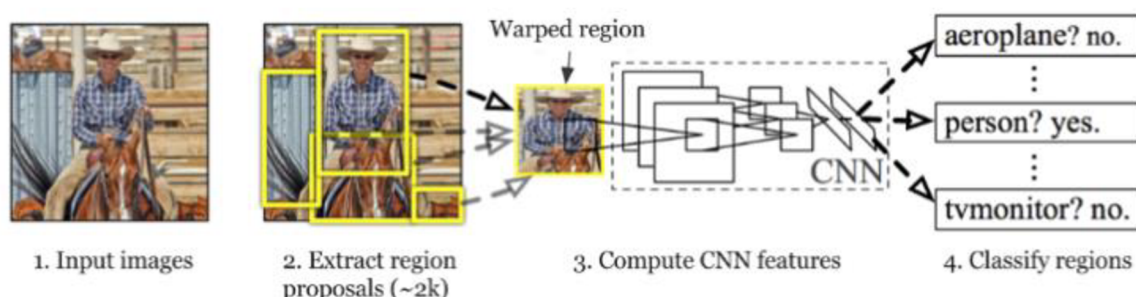 Warped region
aeroplane? no.
person? yes.
CNN
tvmonitor? no.
1. Input images
2. Extract region
proposals (~2k)
3. Compute CNN features
4. Classify regions